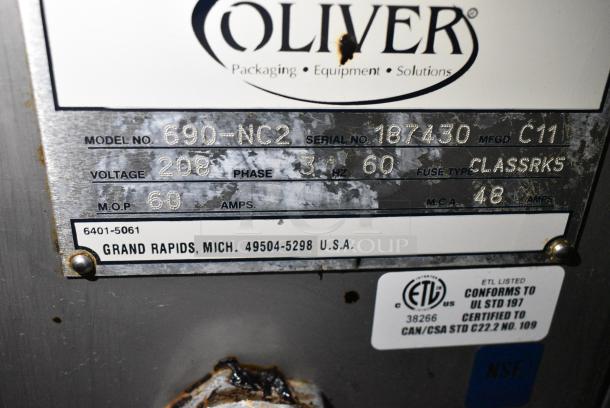 OLIVER
Packaging • Equipment • Solutions
MODEL NO. 690-NC2 SERIAL NO. 187430 MFGD C11
VOLTAGE 208 PHASE 3 HZ 60 FUSE TYPE CLASSRK5
M.O.P. 60 AMPS. M.C.A. 48 AMPS.
6401-5061
GRAND RAPIDS, MICH. 49504-5298 U.S.A.
ETL LISTED
CONFORMS TO
UL STD 197
CERTIFIED TO
CAN/CSA STD C22.2 NO. 109
C ETL US
38266
NSF